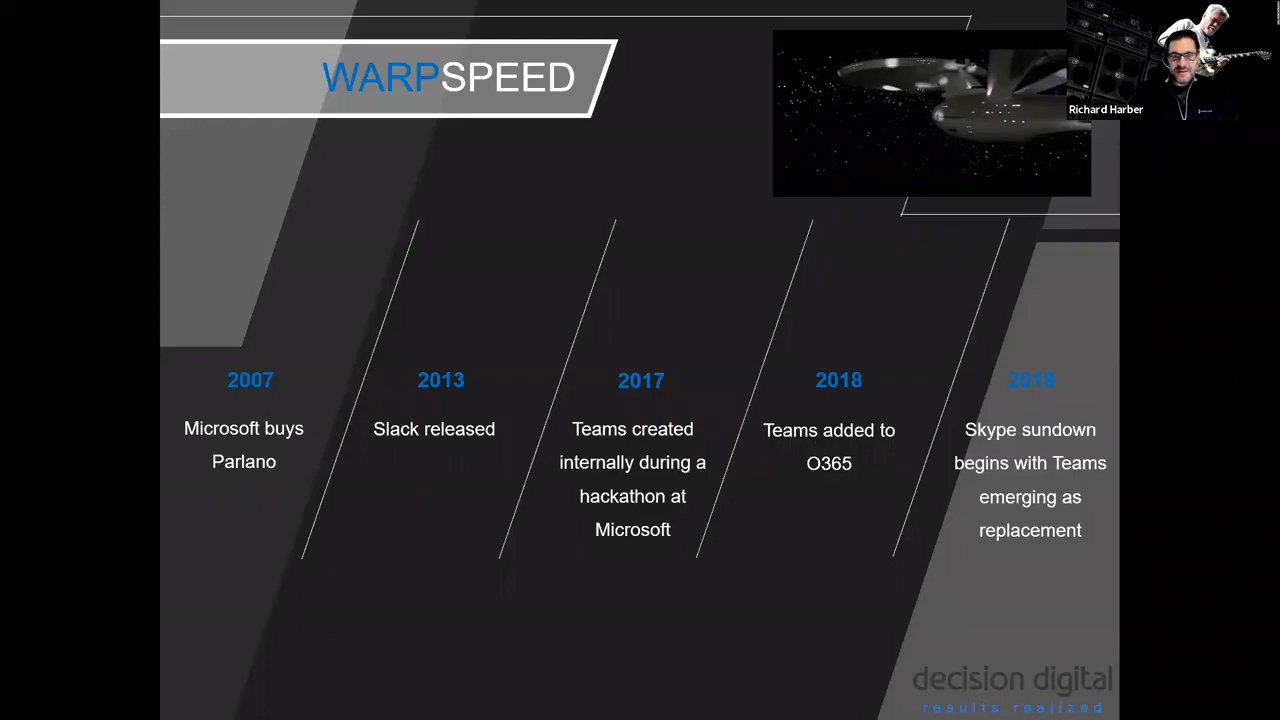 WARPSPEED
Richard Harber
2007
Microsoft buys
Parlano
2013
Slack released
2017
Teams created
internally during a
hackathon at
Microsoft
2018
Teams added to
O365
2019
Skype sundown
begins with Teams
emerging as
replacement
decision digital
results realized